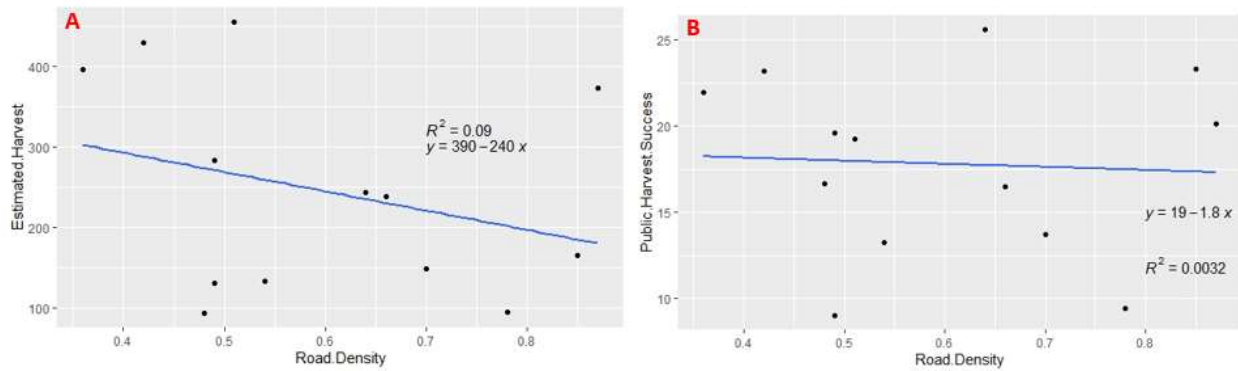 A
Estimated.Harvest
400
300
200
100
R² = 0.09
y = 390 − 240 x
0.4 0.5 0.6 0.7 0.8
Road.Density
B
Public.Harvest.Success
25
20
15
10
y = 19 − 1.8 x
R² = 0.0032
0.4 0.5 0.6 0.7 0.8
Road.Density